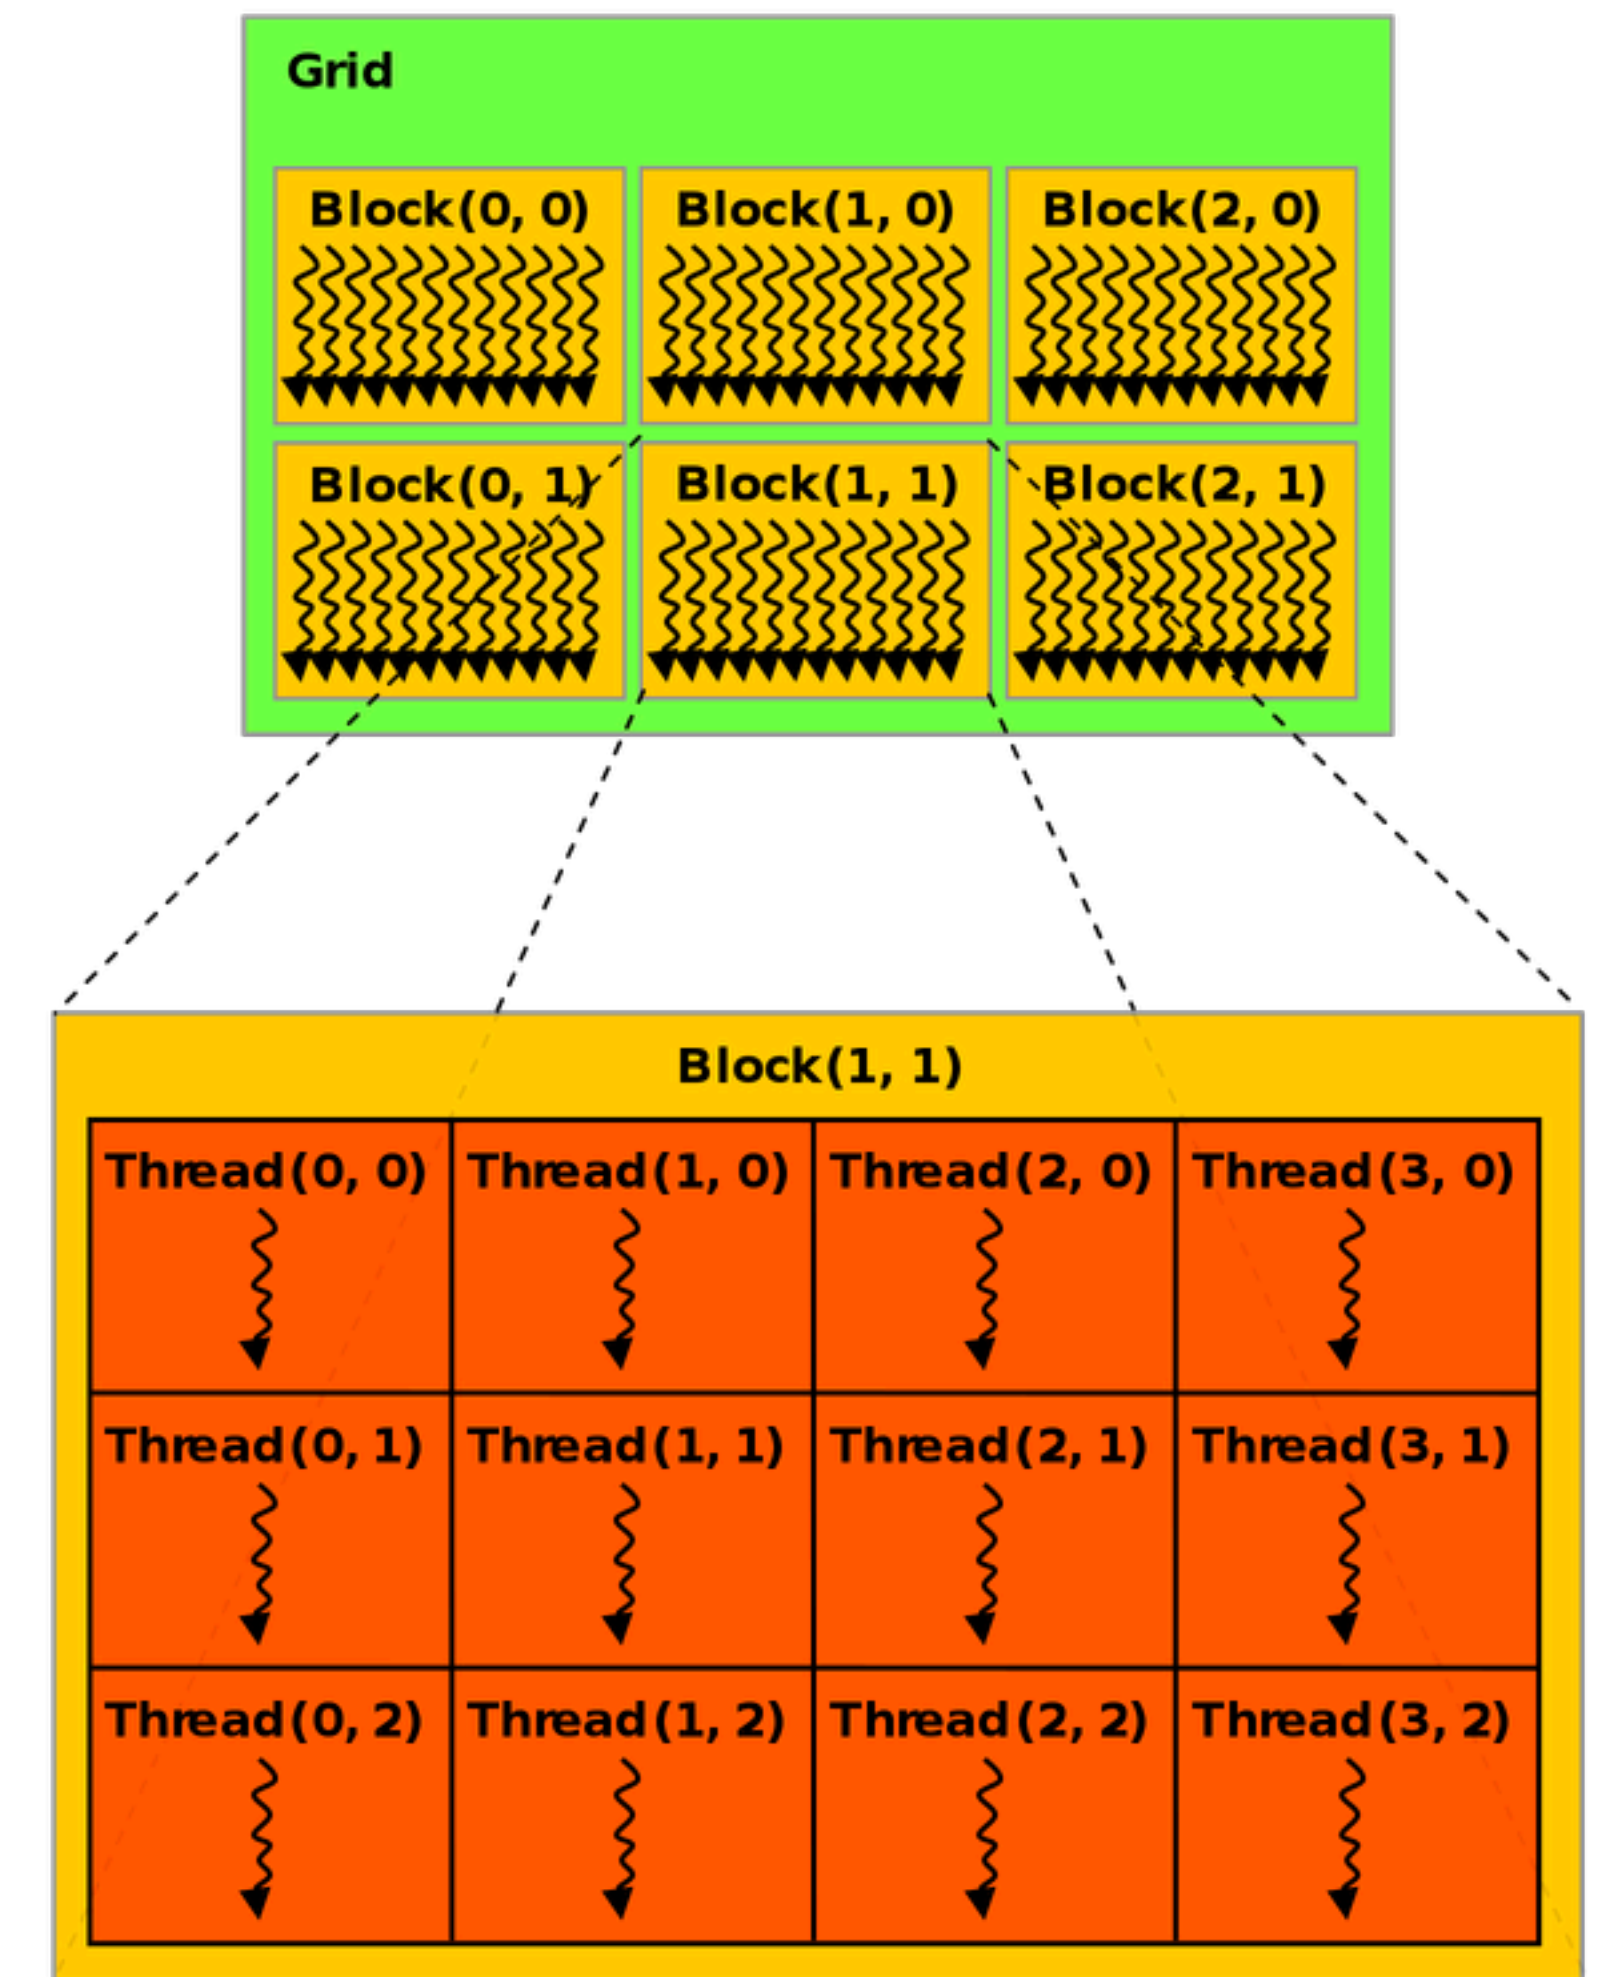 Grid
Block(0, 0) Block(1, 0) Block(2, 0)
Block(0, 1) Block(1, 1) Block(2, 1)
Block(1, 1)
Thread(0, 0) Thread(1, 0) Thread(2, 0) Thread(3, 0)
Thread(0, 1) Thread(1, 1) Thread(2, 1) Thread(3, 1)
Thread(0, 2) Thread(1, 2) Thread(2, 2) Thread(3, 2)